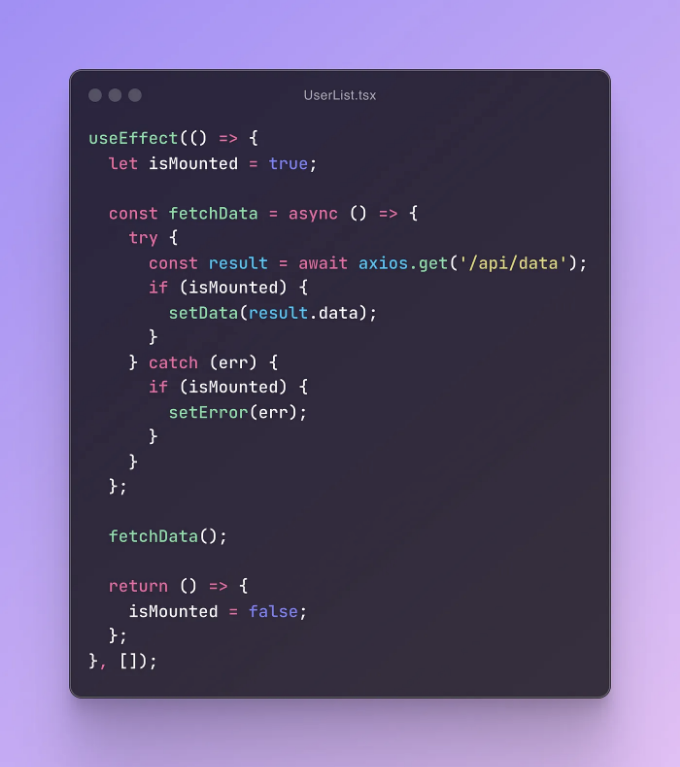 UserList.tsx
useEffect(() => {
  let isMounted = true;

  const fetchData = async () => {
    try {
      const result = await axios.get('/api/data');
      if (isMounted) {
        setData(result.data);
      }
    } catch (err) {
      if (isMounted) {
        setError(err);
      }
    }
  };

  fetchData();

  return () => {
    isMounted = false;
  };
}, []);